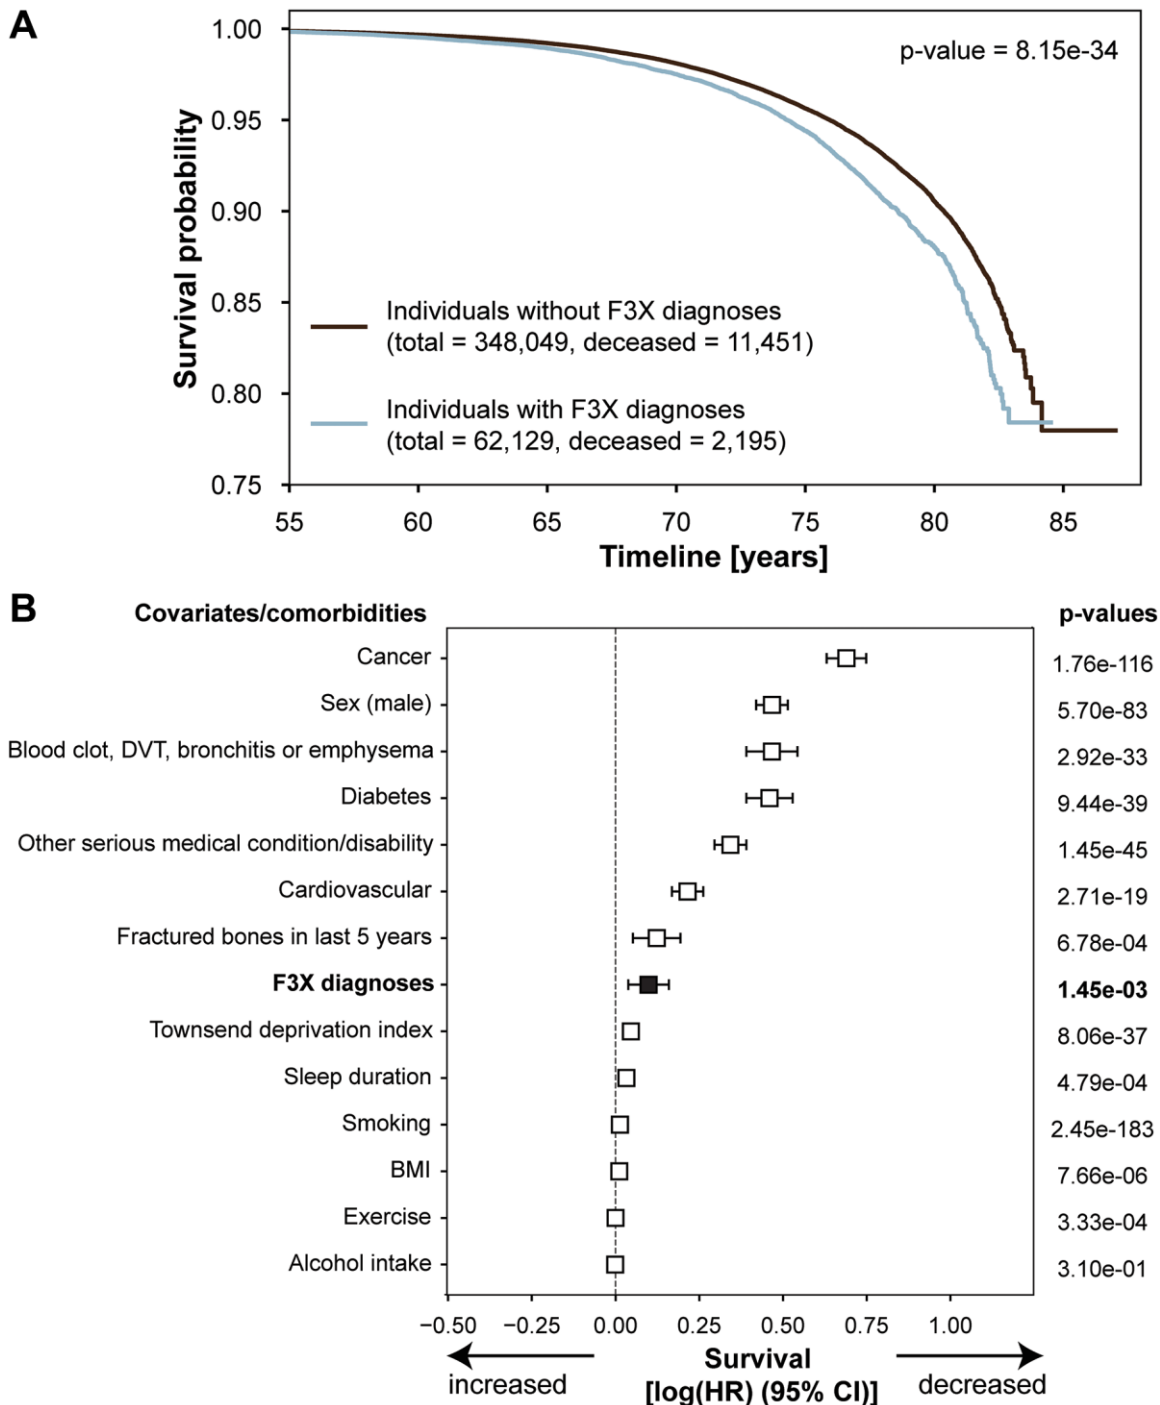 A
p-value = 8.15e-34
Survival probability
1.00
0.95
0.90
0.85
0.80
0.75
Individuals without F3X diagnoses
(total = 348,049, deceased = 11,451)
Individuals with F3X diagnoses
(total = 62,129, deceased = 2,195)
55 60 65 70 75 80 85
Timeline [years]
B
Covariates/comorbidities p-values
Cancer 1.76e-116
Sex (male) 5.70e-83
Blood clot, DVT, bronchitis or emphysema 2.92e-33
Diabetes 9.44e-39
Other serious medical condition/disability 1.45e-45
Cardiovascular 2.71e-19
Fractured bones in last 5 years 6.78e-04
F3X diagnoses 1.45e-03
Townsend deprivation index 8.06e-37
Sleep duration 4.79e-04
Smoking 2.45e-183
BMI 7.66e-06
Exercise 3.33e-04
Alcohol intake 3.10e-01
−0.50 −0.25 0.00 0.25 0.50 0.75 1.00
Survival
increased [log(HR) (95% CI)] decreased